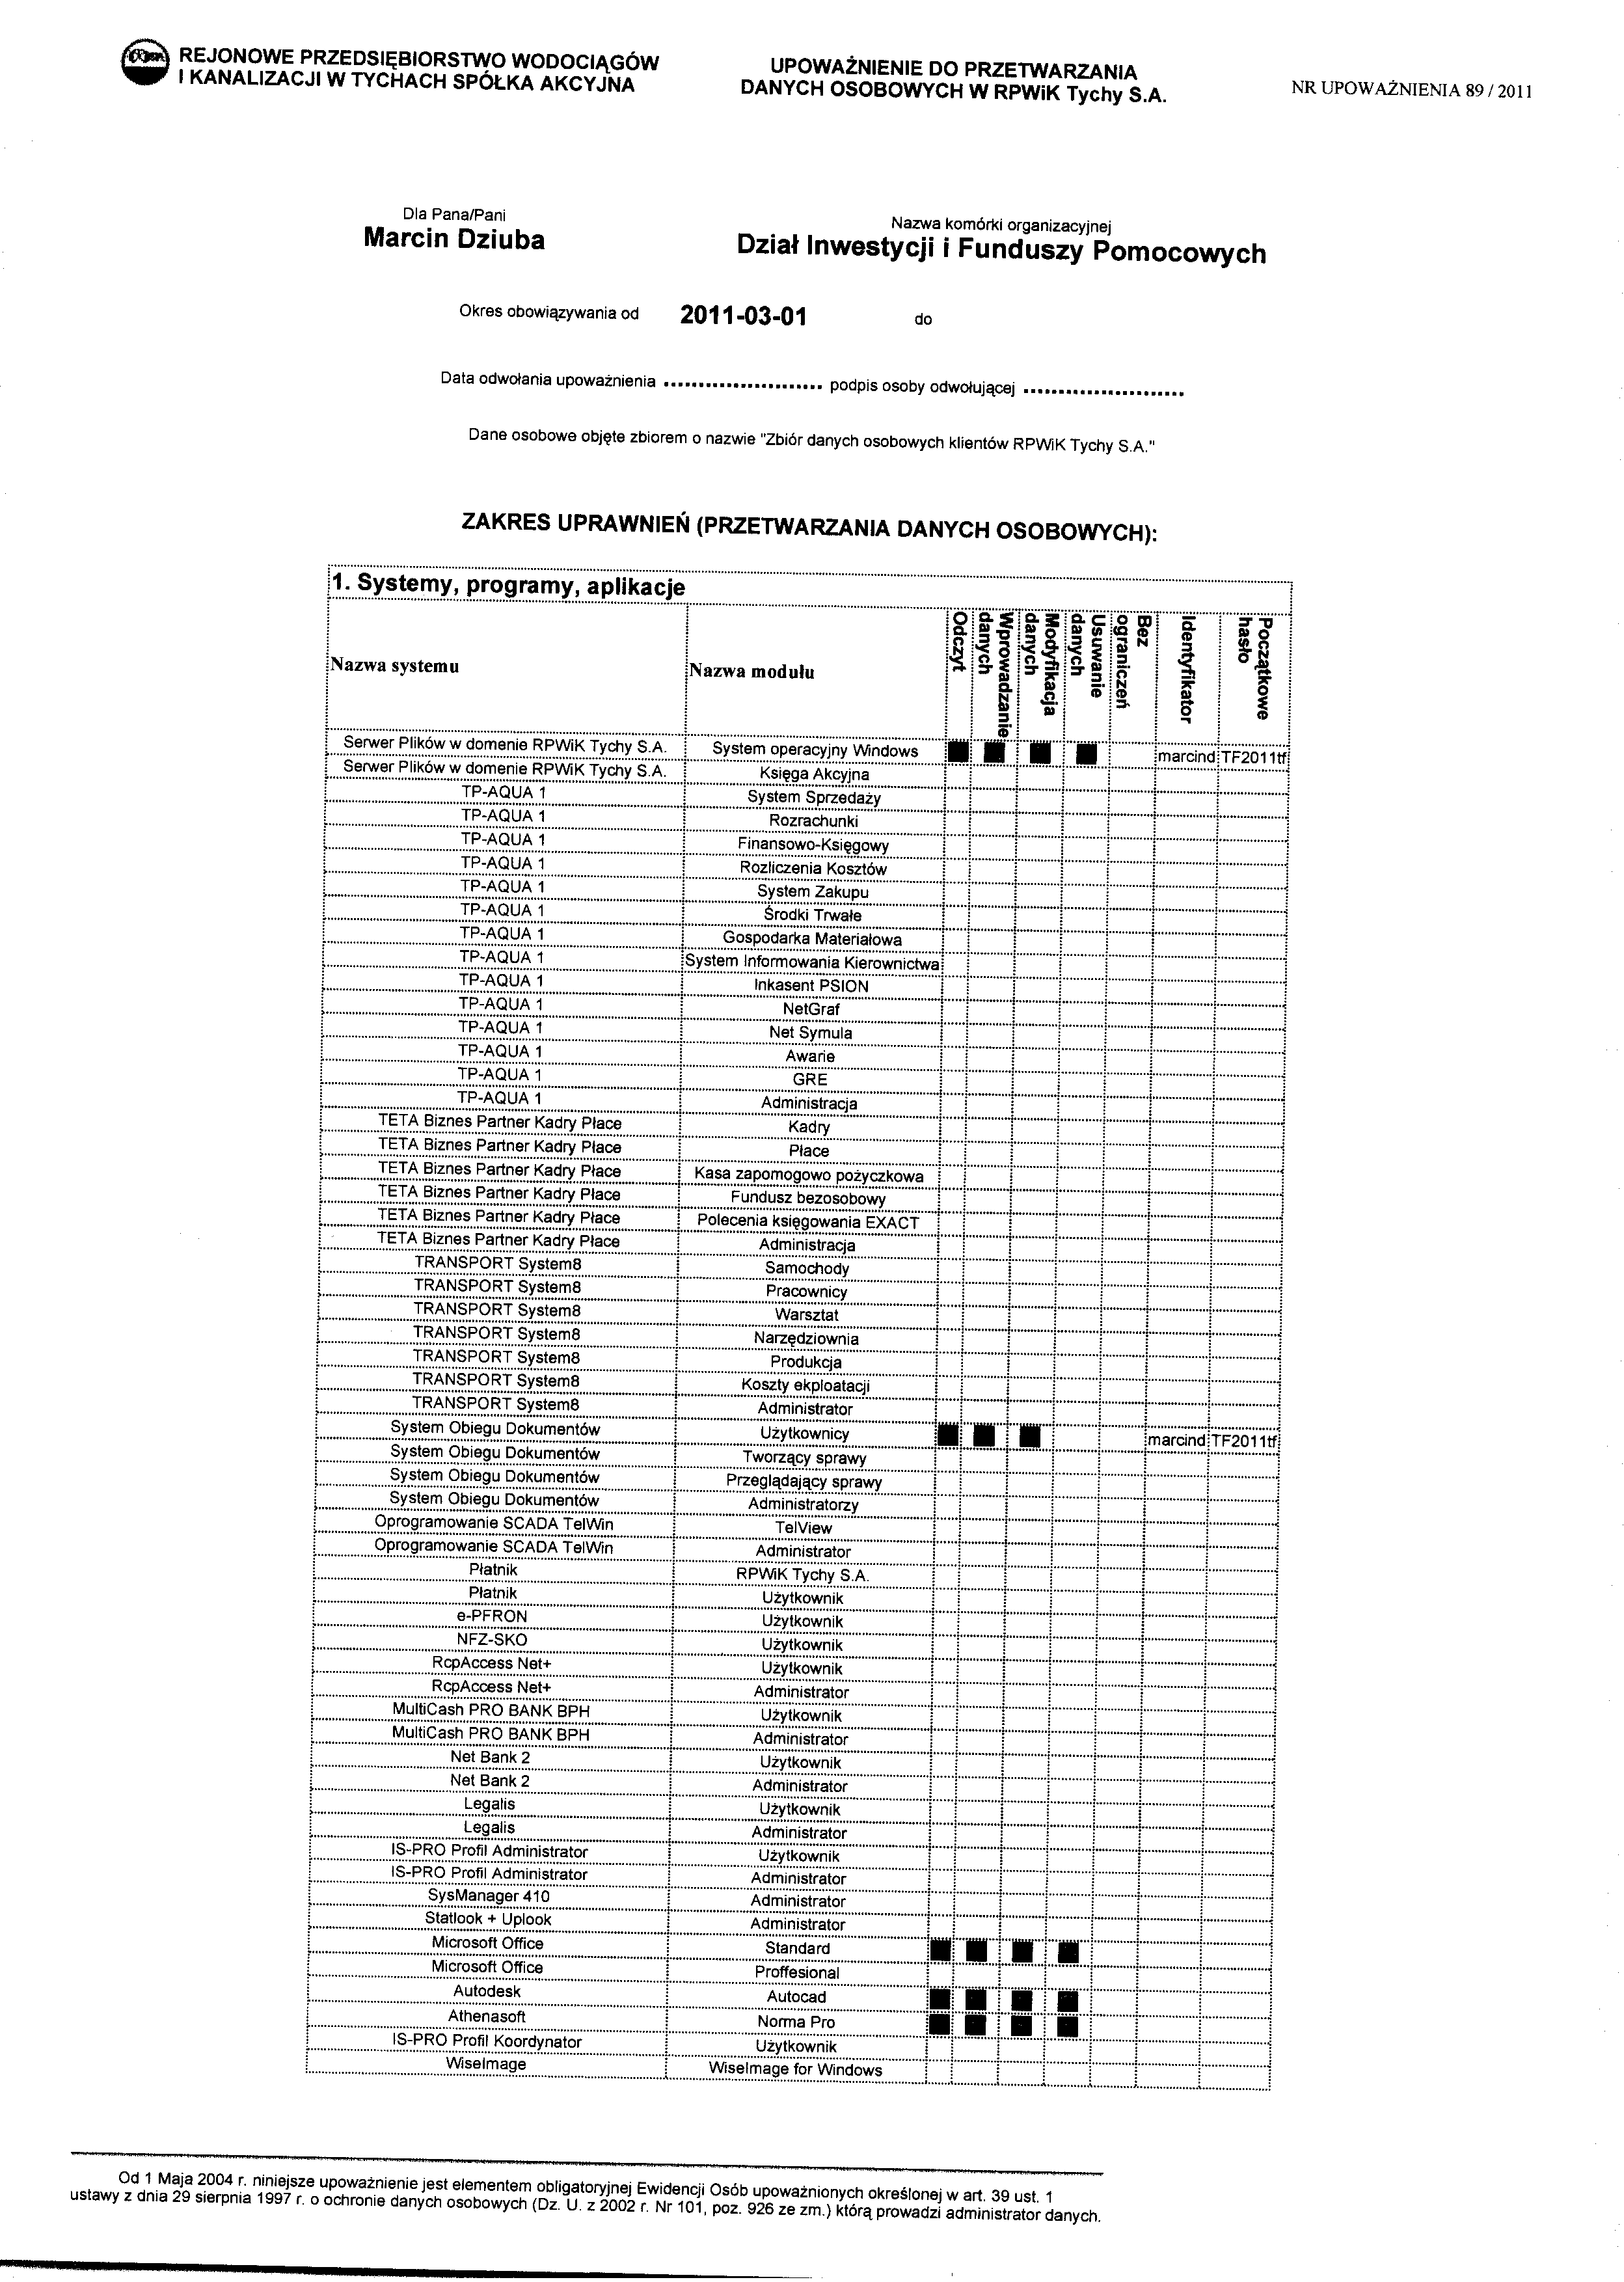 REJONOWE PRZEDSIĘBIORSTWO WODOCIĄGÓW
I KANALIZACJI W TYCHACH SPÓŁKA AKCYJNA
UPOWAŻNIENIE DO PRZETWARZANIA
DANYCH OSOBOWYCH W RPWiK Tychy S.A.
NR UPOWAŻNIENIA 89 / 2011
Dla Pana/Pani
Marcin Dziuba
Nazwa komórki organizacyjnej
Dział Inwestycji i Funduszy Pomocowych
Okres obowiązywania od 2011-03-01 do
Data odwołania upoważnienia ....................... podpis osoby odwołującej .......................
Dane osobowe objęte zbiorem o nazwie "Zbiór danych osobowych klientów RPWiK Tychy S.A."
ZAKRES UPRAWNIEŃ (PRZETWARZANIA DANYCH OSOBOWYCH):
1. Systemy, programy, aplikacje
Nazwa systemu Nazwa modułu Odczyt Wprowadzanie danych Modyfikacja danych Usuwanie danych Bez ograniczeń Identyfikator Początkowe hasło
Serwer Plików w domenie RPWiK Tychy S.A. System operacyjny Windows ■ ■ ■ ■ marcind TF2011tf
Serwer Plików w domenie RPWiK Tychy S.A. Księga Akcyjna
TP-AQUA 1 System Sprzedaży
TP-AQUA 1 Rozrachunki
TP-AQUA 1 Finansowo-Księgowy
TP-AQUA 1 Rozliczenia Kosztów
TP-AQUA 1 System Zakupu
TP-AQUA 1 Środki Trwałe
TP-AQUA 1 Gospodarka Materiałowa
TP-AQUA 1 System Informowania Kierownictwa
TP-AQUA 1 Inkasent PSION
TP-AQUA 1 NetGraf
TP-AQUA 1 Net Symula
TP-AQUA 1 Awarie
TP-AQUA 1 GRE
TP-AQUA 1 Administracja
TETA Biznes Partner Kadry Płace Kadry
TETA Biznes Partner Kadry Płace Płace
TETA Biznes Partner Kadry Płace Kasa zapomogowo pożyczkowa
TETA Biznes Partner Kadry Płace Fundusz bezosobowy
TETA Biznes Partner Kadry Płace Polecenia księgowania EXACT
TETA Biznes Partner Kadry Płace Administracja
TRANSPORT System8 Samochody
TRANSPORT System8 Pracownicy
TRANSPORT System8 Warsztat
TRANSPORT System8 Narzędziownia
TRANSPORT System8 Produkcja
TRANSPORT System8 Koszty ekploatacji
TRANSPORT System8 Administrator
System Obiegu Dokumentów Użytkownicy ■ ■ ■ marcind TF2011tf
System Obiegu Dokumentów Tworzący sprawy
System Obiegu Dokumentów Przeglądający sprawy
System Obiegu Dokumentów Administratorzy
Oprogramowanie SCADA TelWin TelView
Oprogramowanie SCADA TelWin Administrator
Płatnik RPWiK Tychy S.A.
Płatnik Użytkownik
e-PFRON Użytkownik
NFZ-SKO Użytkownik
RcpAccess Net+ Użytkownik
RcpAccess Net+ Administrator
MultiCash PRO BANK BPH Użytkownik
MultiCash PRO BANK BPH Administrator
Net Bank 2 Użytkownik
Net Bank 2 Administrator
Legalis Użytkownik
Legalis Administrator
IS-PRO Profil Administrator Użytkownik
IS-PRO Profil Administrator Administrator
SysManager 410 Administrator
Statlook + Uplook Administrator
Microsoft Office Standard ■ ■ ■ ■
Microsoft Office Proffesional
Autodesk Autocad ■ ■ ■ ■
Athenasoft Norma Pro ■ ■ ■ ■
IS-PRO Profil Koordynator Użytkownik
WiseImage WiseImage for Windows
Od 1 Maja 2004 r. niniejsze upoważnienie jest elementem obligatoryjnej Ewidencji Osób upoważnionych określonej w art. 39 ust. 1
ustawy z dnia 29 sierpnia 1997 r. o ochronie danych osobowych (Dz. U. z 2002 r. Nr 101, poz. 926 ze zm.) którą prowadzi administrator danych.